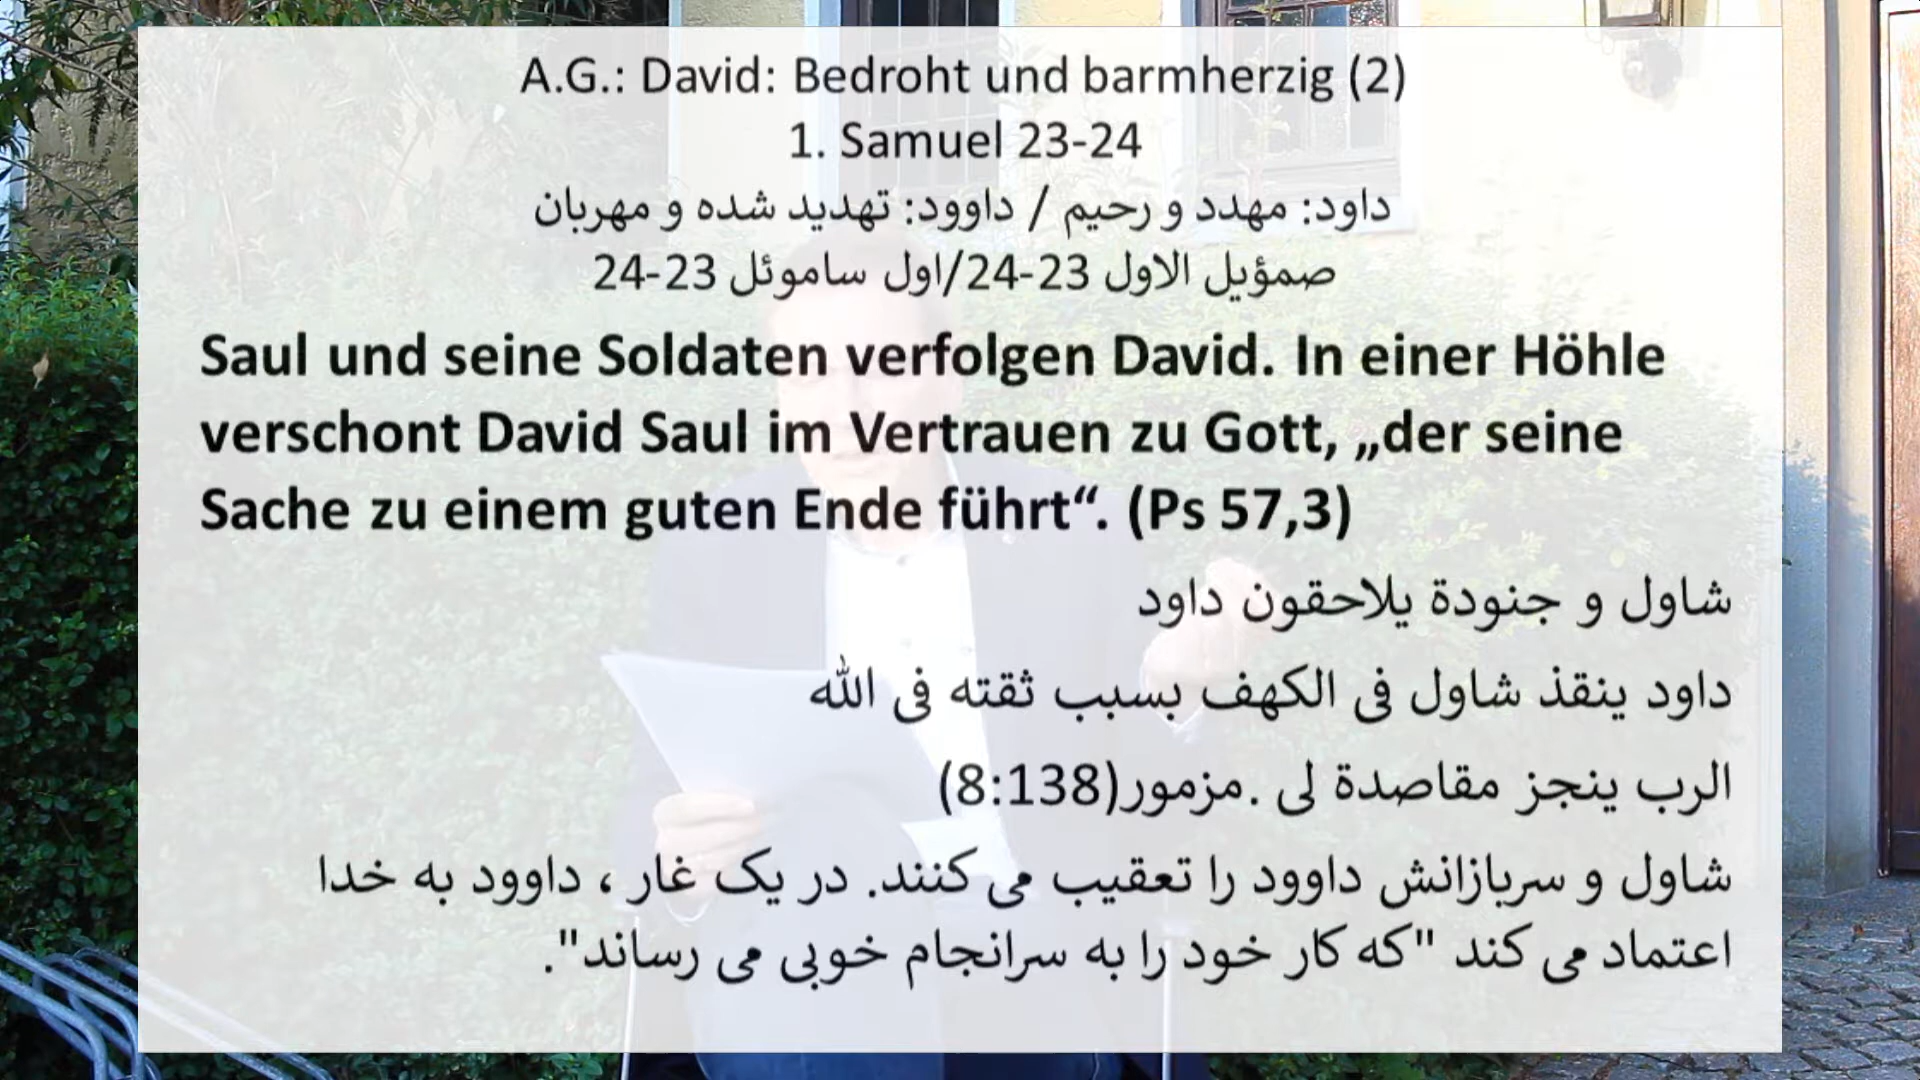 A.G.: David: Bedroht und barmherzig (2)
1. Samuel 23-24
داود: مهدد و رحيم / داوود: تهدید شده و مهربان
صمؤيل الاول 23-24/اول ساموئل 23-24
Saul und seine Soldaten verfolgen David. In einer Höhle
verschont David Saul im Vertrauen zu Gott, „der seine
Sache zu einem guten Ende führt“. (Ps 57,3)
شاول و جنودة يلاحقون داود
داود ينقذ شاول فى الكهف بسبب ثقته فى الله
الرب ينجز مقاصدة لى .مزمور(8:138)
شاول و سربازانش داوود را تعقیب می کنند. در یک غار ، داوود به خدا
اعتماد می کند "که کار خود را به سرانجام خوبی می رساند".